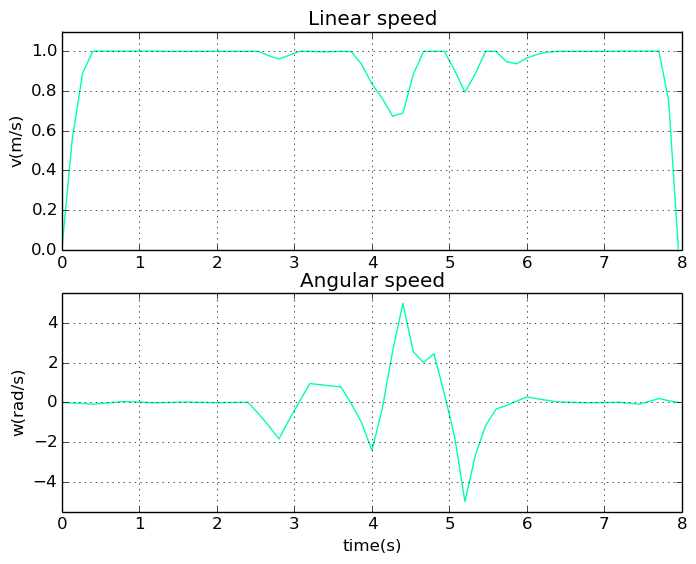 Linear speed
v(m/s)
1.0
0.8
0.6
0.4
0.2
0.0
0 1 2 3 4 5 6 7 8
Angular speed
w(rad/s)
4
2
0
−2
−4
0 1 2 3 4 5 6 7 8
time(s)